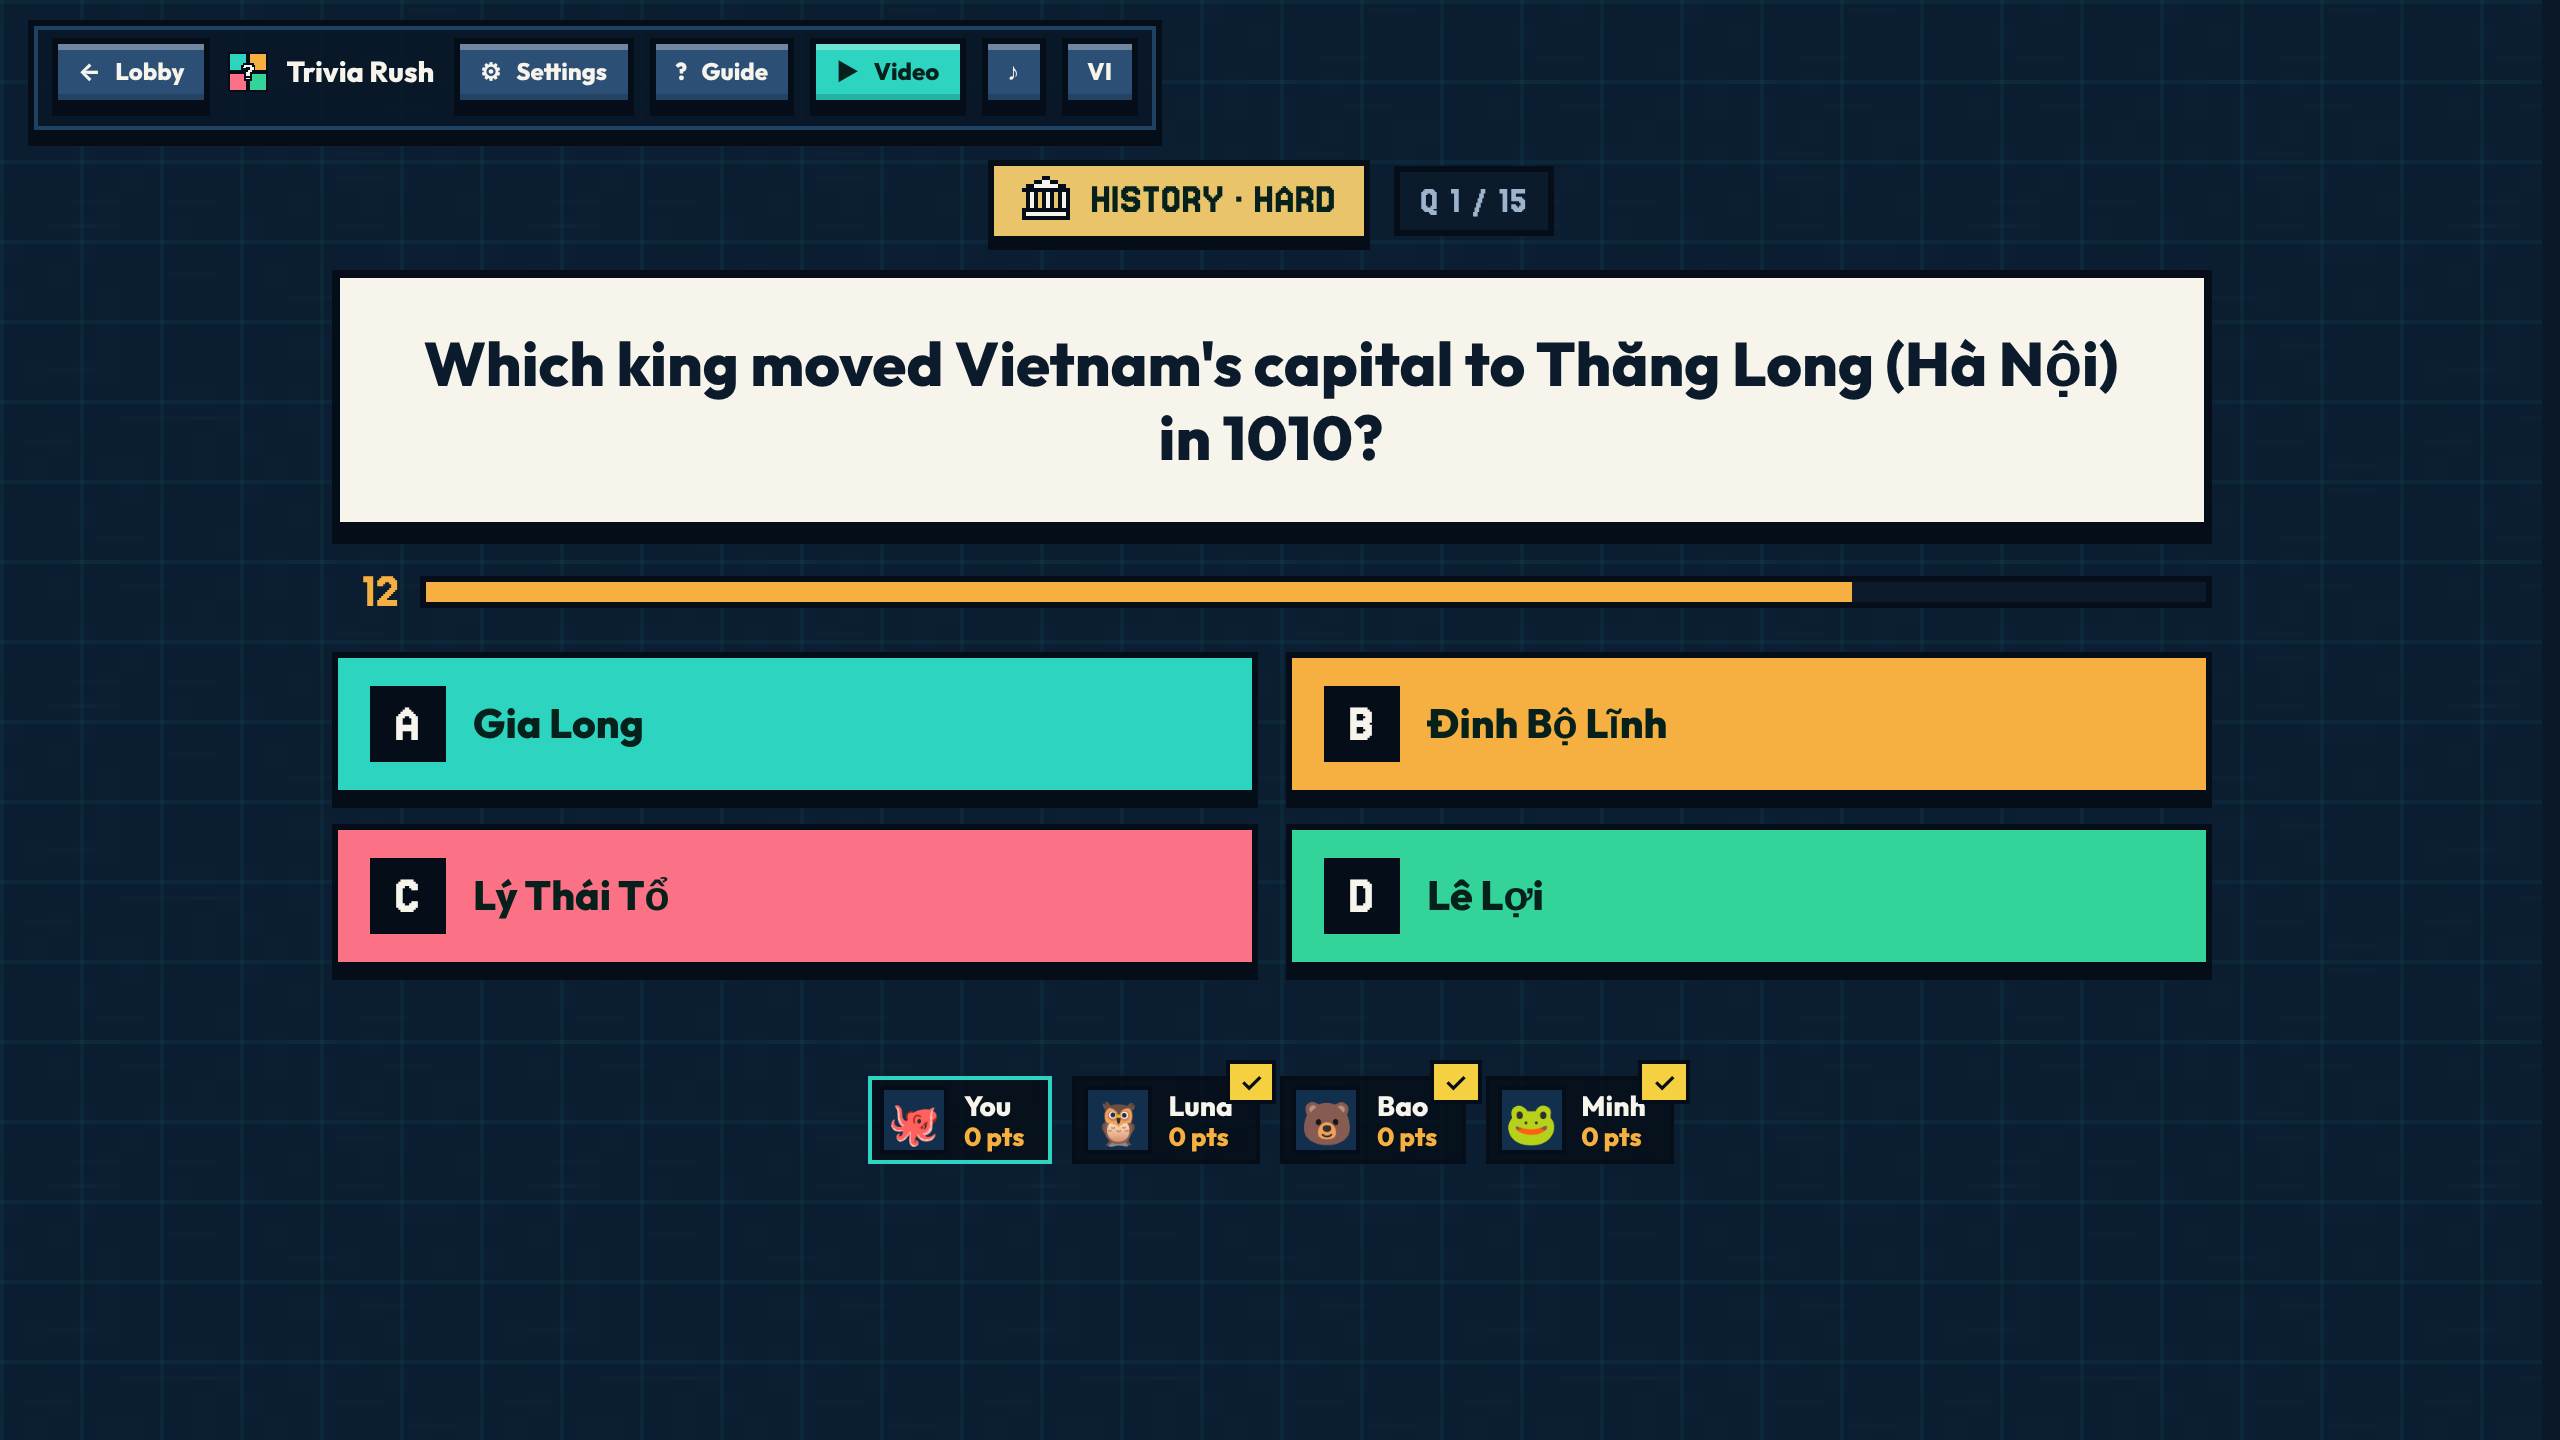 ← Lobby
Trivia Rush
⚙ Settings
? Guide
▶ Video
♪
VI
HISTORY · HARD
Q 1 / 15
Which king moved Vietnam's capital to Thăng Long (Hà Nội)
in 1010?
12
A Gia Long
B Đinh Bộ Lĩnh
C Lý Thái Tổ
D Lê Lợi
You
0 pts
Luna
0 pts
Bao
0 pts
Minh
0 pts